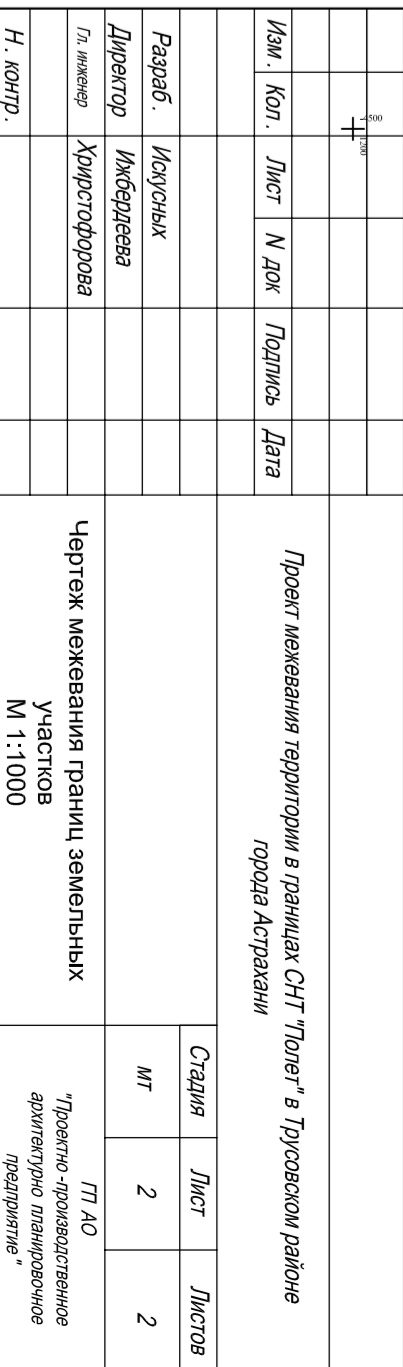 4500
1200
Изм. Кол. Лист N док Подпись Дата
Проект межевания территории в границах СНТ "Полет" в Трусовском районе
города Астрахани
Разраб. Искусных
Директор Ижбердеева
Гл. инженер Хрирстофорова
Н. контр.
Стадия Лист Листов
МТ 2 2
Чертеж межевания границ земельных
участков
М 1:1000
ГП АО
"Проектно-производственное
архитектурно планировочное
предприятие"